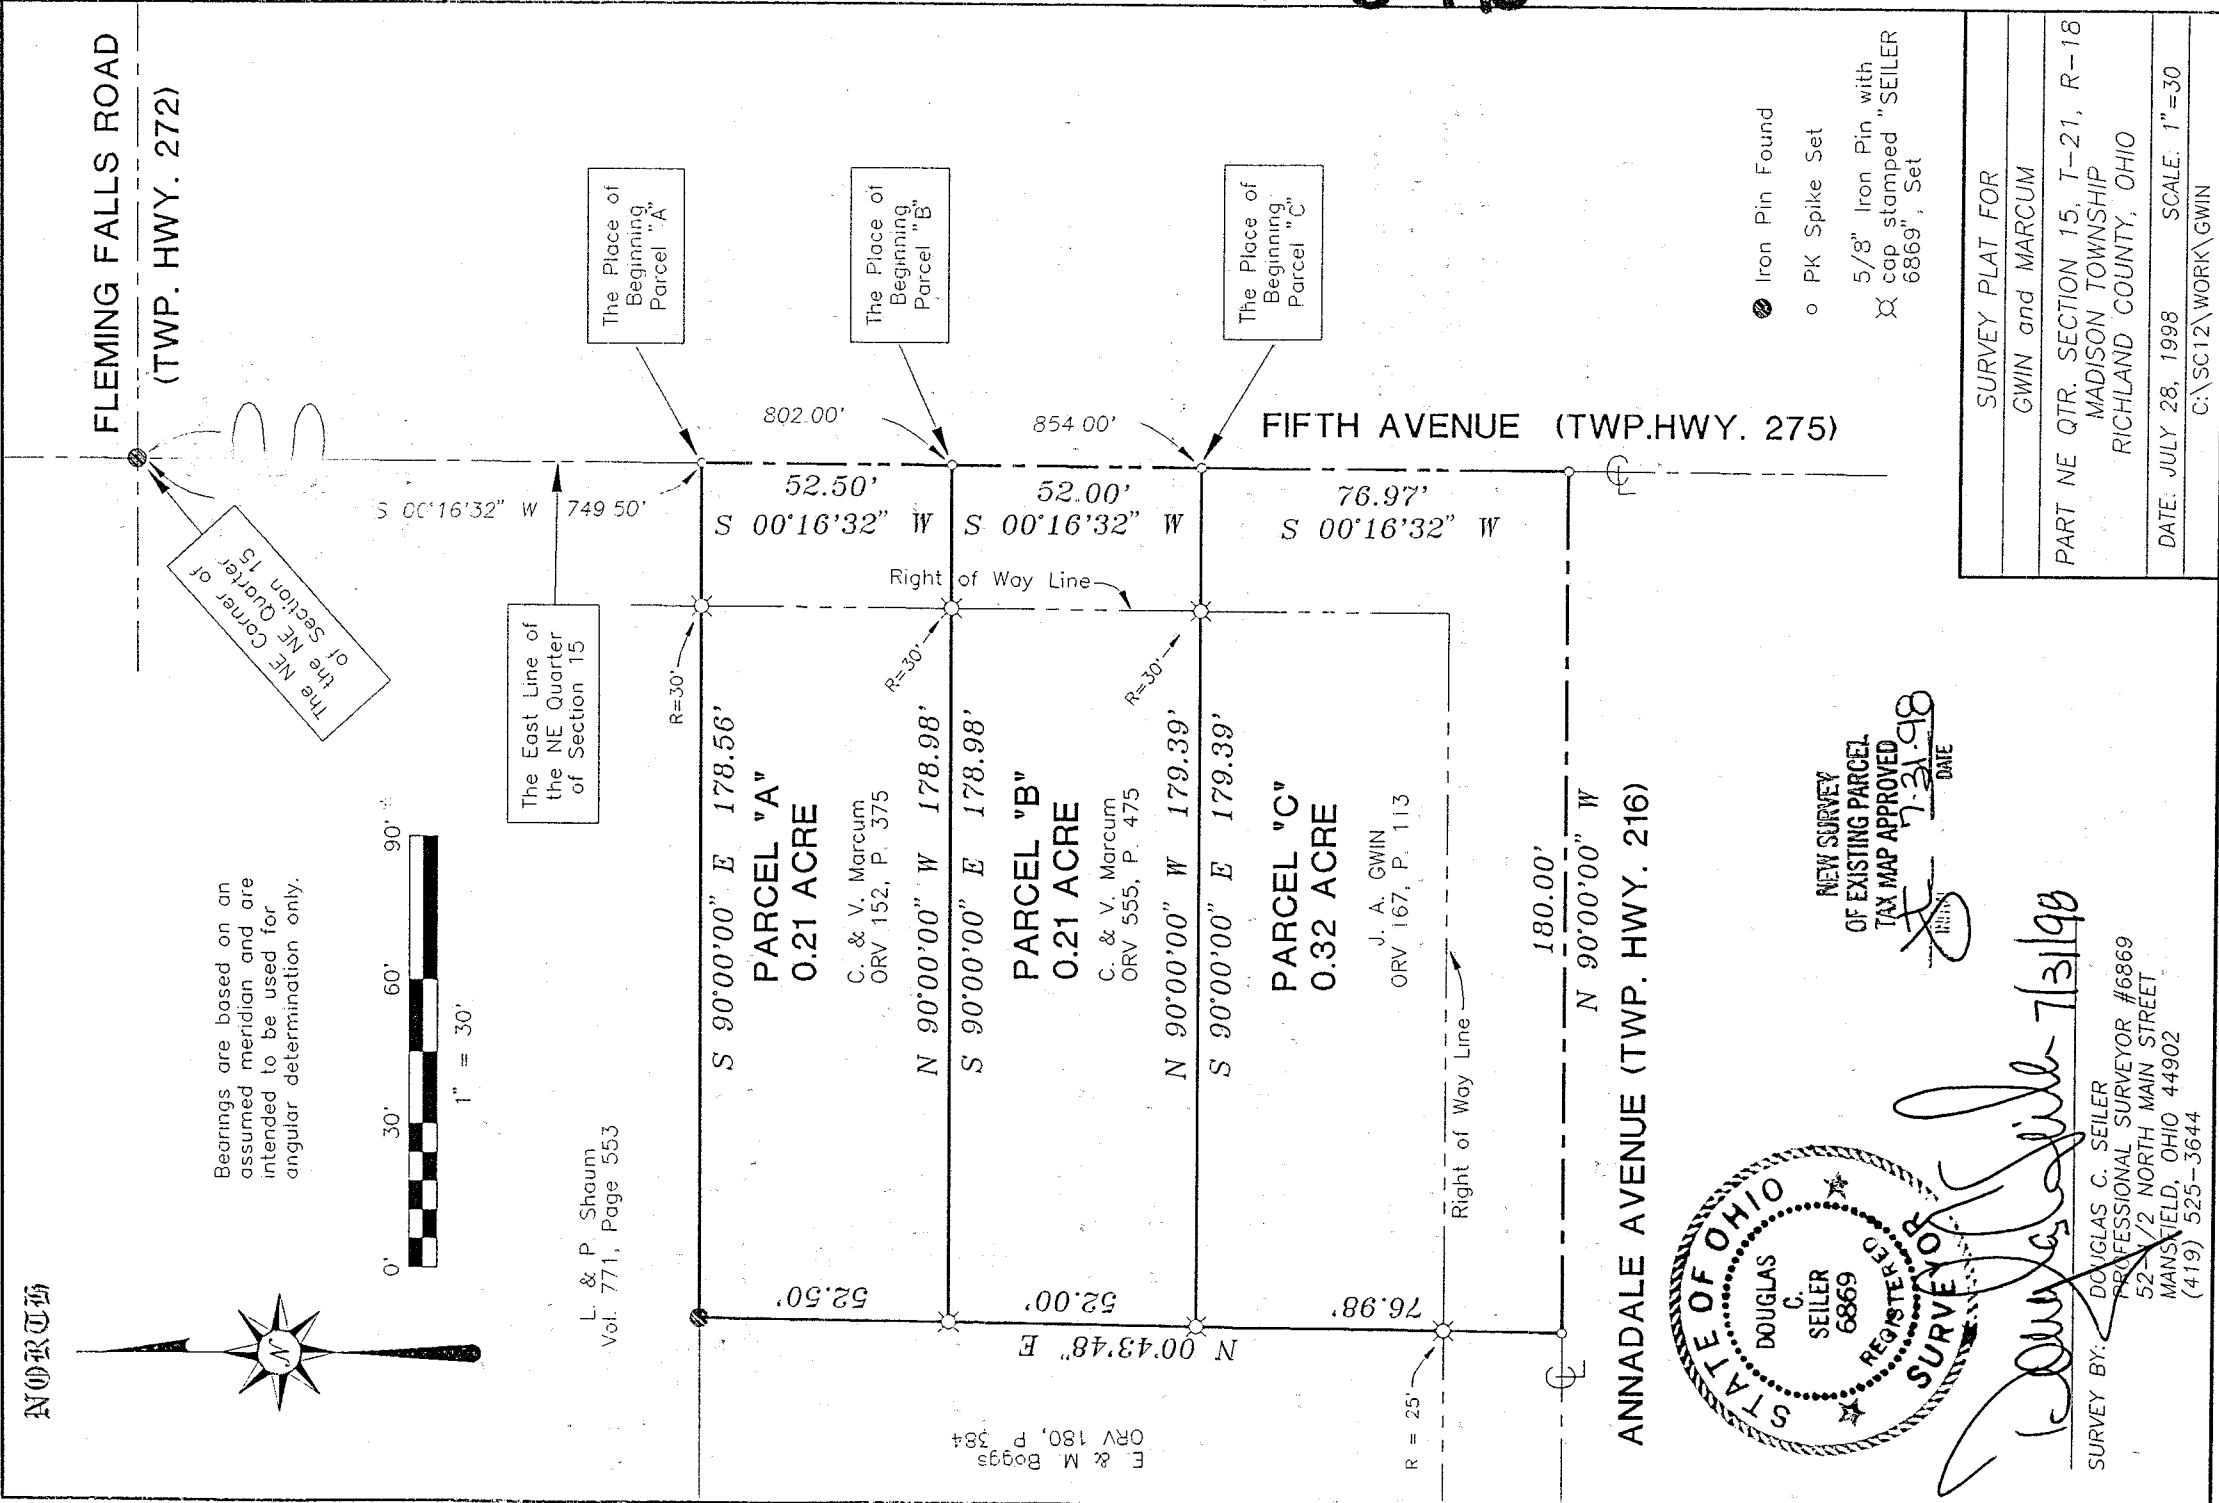 NORTH
Bearings are based on an
assumed meridian and are
intended to be used for
angular determination only.
0' 30' 60' 90'
1" = 30'
FLEMING FALLS ROAD
(TWP. HWY. 272)
The NE Corner of
the NE Quarter
of Section 15
S 00°16'32" W 749.50'
The East Line of
the NE Quarter
of Section 15
The Place of
Beginning
Parcel "A"
The Place of
Beginning
Parcel "B"
The Place of
Beginning
Parcel "C"
802.00'
854.00'
FIFTH AVENUE (TWP.HWY. 275)
52.50'
S 00°16'32" W
52.00'
S 00°16'32" W
76.97'
S 00°16'32" W
Right of Way Line
R=30'
R=30'
R=30'
L. & P. Shaum
Vol. 771, Page 553
S 90°00'00" E 178.56'
PARCEL "A"
0.21 ACRE
C. & V. Marcum
ORV 152, P. 375
N 90°00'00" W 178.98'
S 90°00'00" E 178.98'
PARCEL "B"
0.21 ACRE
C. & V. Marcum
ORV 555, P. 475
N 90°00'00" W 179.39'
S 90°00'00" E 179.39'
PARCEL "C"
0.32 ACRE
J. A. GWIN
ORV 167, P. 113
52.50'
52.00'
76.98'
N 00°43'48" E
E. & M. Boggs
ORV 180, P 384
R = 25'
Right of Way Line
180.00'
N 90°00'00" W
ANNADALE AVENUE (TWP. HWY. 216)
Iron Pin Found
PK Spike Set
5/8" Iron Pin with
cap stamped "SEILER
6869", Set
NEW SURVEY
OF EXISTING PARCEL
TAX MAP APPROVED
7-31-98
INITIAL
DATE
STATE OF OHIO
DOUGLAS
C.
SEILER
6869
REGISTERED
SURVEYOR
Douglas C. Seiler 7/31/98
SURVEY BY: DOUGLAS C. SEILER
PROFESSIONAL SURVEYOR #6869
52-1/2 NORTH MAIN STREET
MANSFIELD, OHIO 44902
(419) 525-3644
SURVEY PLAT FOR
GWIN and MARCUM
PART NE QTR. SECTION 15, T-21, R-18
MADISON TOWNSHIP
RICHLAND COUNTY, OHIO
DATE: JULY 28, 1998 SCALE: 1"=30
C:\SC12\WORK\GWIN